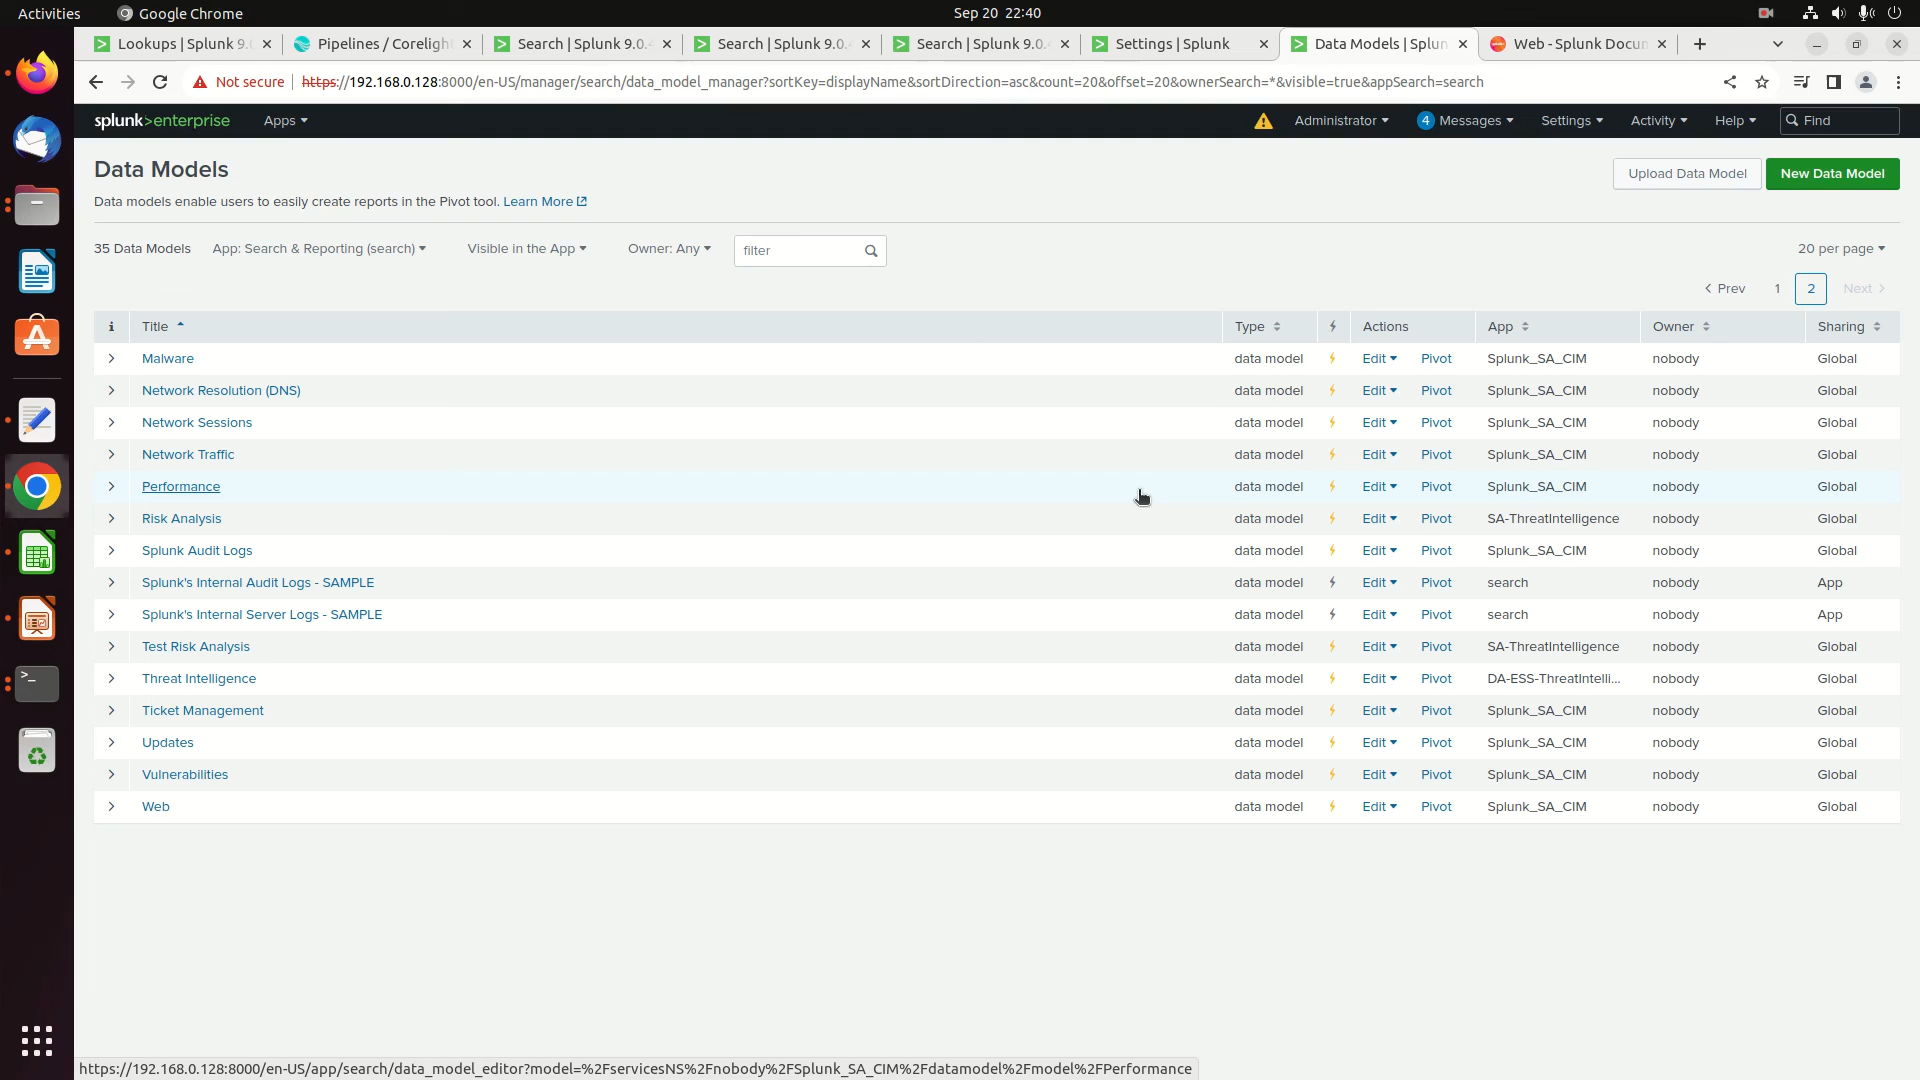 Activities Google Chrome Sep 20 22:40
Lookups | Splunk 9.0 Pipelines / Corelight Search | Splunk 9.0.4 Search | Splunk 9.0.4 Search | Splunk 9.0.4 Settings | Splunk Data Models | Splun Web - Splunk Docum
Not secure https://192.168.0.128:8000/en-US/manager/search/data_model_manager?sortKey=displayName&sortDirection=asc&count=20&offset=20&ownerSearch=*&visible=true&appSearch=search
splunk>enterprise Apps Administrator 4 Messages Settings Activity Help Find
Data Models
Upload Data Model New Data Model
Data models enable users to easily create reports in the Pivot tool. Learn More
35 Data Models App: Search & Reporting (search) Visible in the App Owner: Any filter 20 per page
< Prev 1 2 Next >
i Title Type Actions App Owner Sharing
> Malware data model Edit Pivot Splunk_SA_CIM nobody Global
> Network Resolution (DNS) data model Edit Pivot Splunk_SA_CIM nobody Global
> Network Sessions data model Edit Pivot Splunk_SA_CIM nobody Global
> Network Traffic data model Edit Pivot Splunk_SA_CIM nobody Global
> Performance data model Edit Pivot Splunk_SA_CIM nobody Global
> Risk Analysis data model Edit Pivot SA-ThreatIntelligence nobody Global
> Splunk Audit Logs data model Edit Pivot Splunk_SA_CIM nobody Global
> Splunk's Internal Audit Logs - SAMPLE data model Edit Pivot search nobody App
> Splunk's Internal Server Logs - SAMPLE data model Edit Pivot search nobody App
> Test Risk Analysis data model Edit Pivot SA-ThreatIntelligence nobody Global
> Threat Intelligence data model Edit Pivot DA-ESS-ThreatIntelli... nobody Global
> Ticket Management data model Edit Pivot Splunk_SA_CIM nobody Global
> Updates data model Edit Pivot Splunk_SA_CIM nobody Global
> Vulnerabilities data model Edit Pivot Splunk_SA_CIM nobody Global
> Web data model Edit Pivot Splunk_SA_CIM nobody Global
https://192.168.0.128:8000/en-US/app/search/data_model_editor?model=%2FservicesNS%2Fnobody%2FSplunk_SA_CIM%2Fdatamodel%2Fmodel%2FPerformance